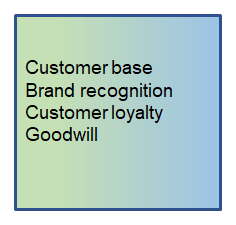 Customer base
Brand recognition
Customer loyalty
Goodwill